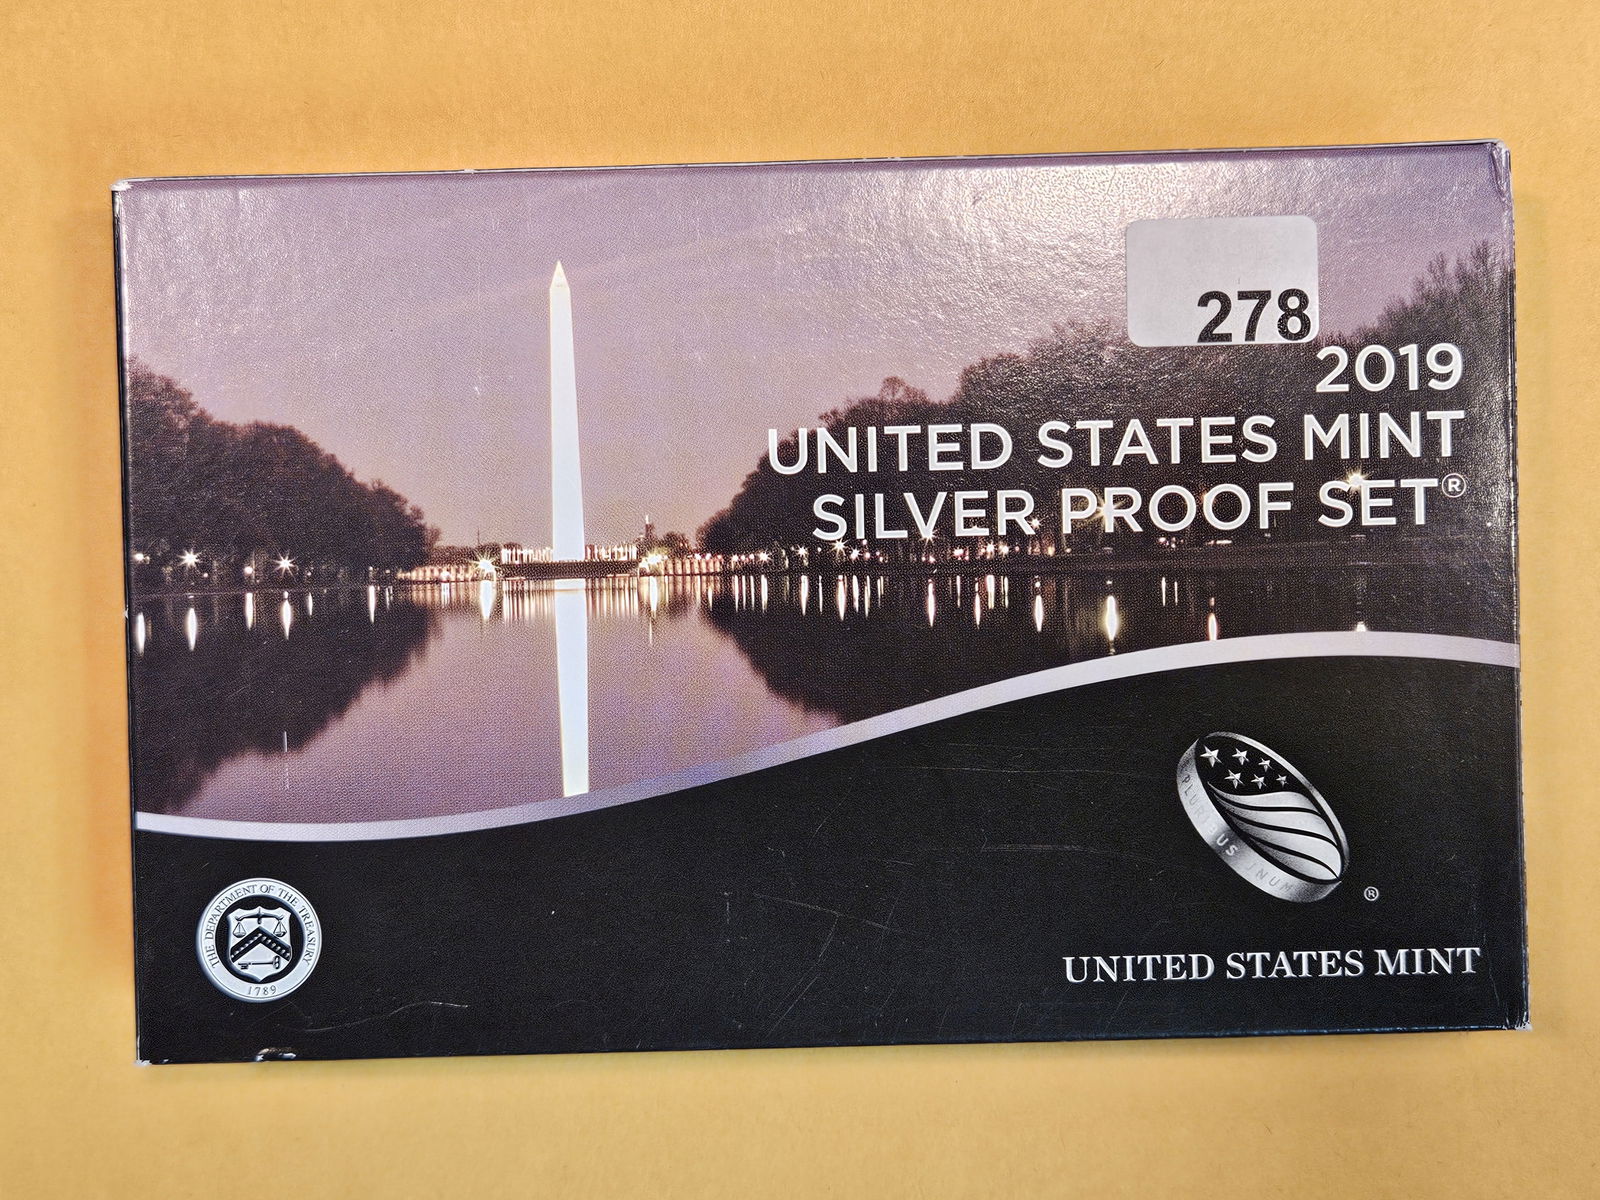 278
2019
UNITED STATES MINT
SILVER PROOF SET®
E PLURIBUS UNUM
®
THE DEPARTMENT OF THE TREASURY
1789
UNITED STATES MINT